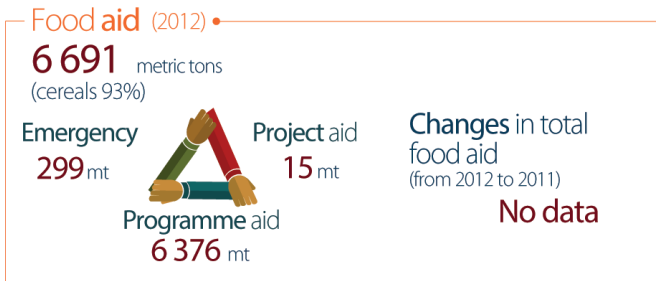 Food aid (2012)
6 691 metric tons
(cereals 93%)
Emergency
299 mt
Project aid
15 mt
Programme aid
6 376 mt
Changes in total
food aid
(from 2012 to 2011)
No data